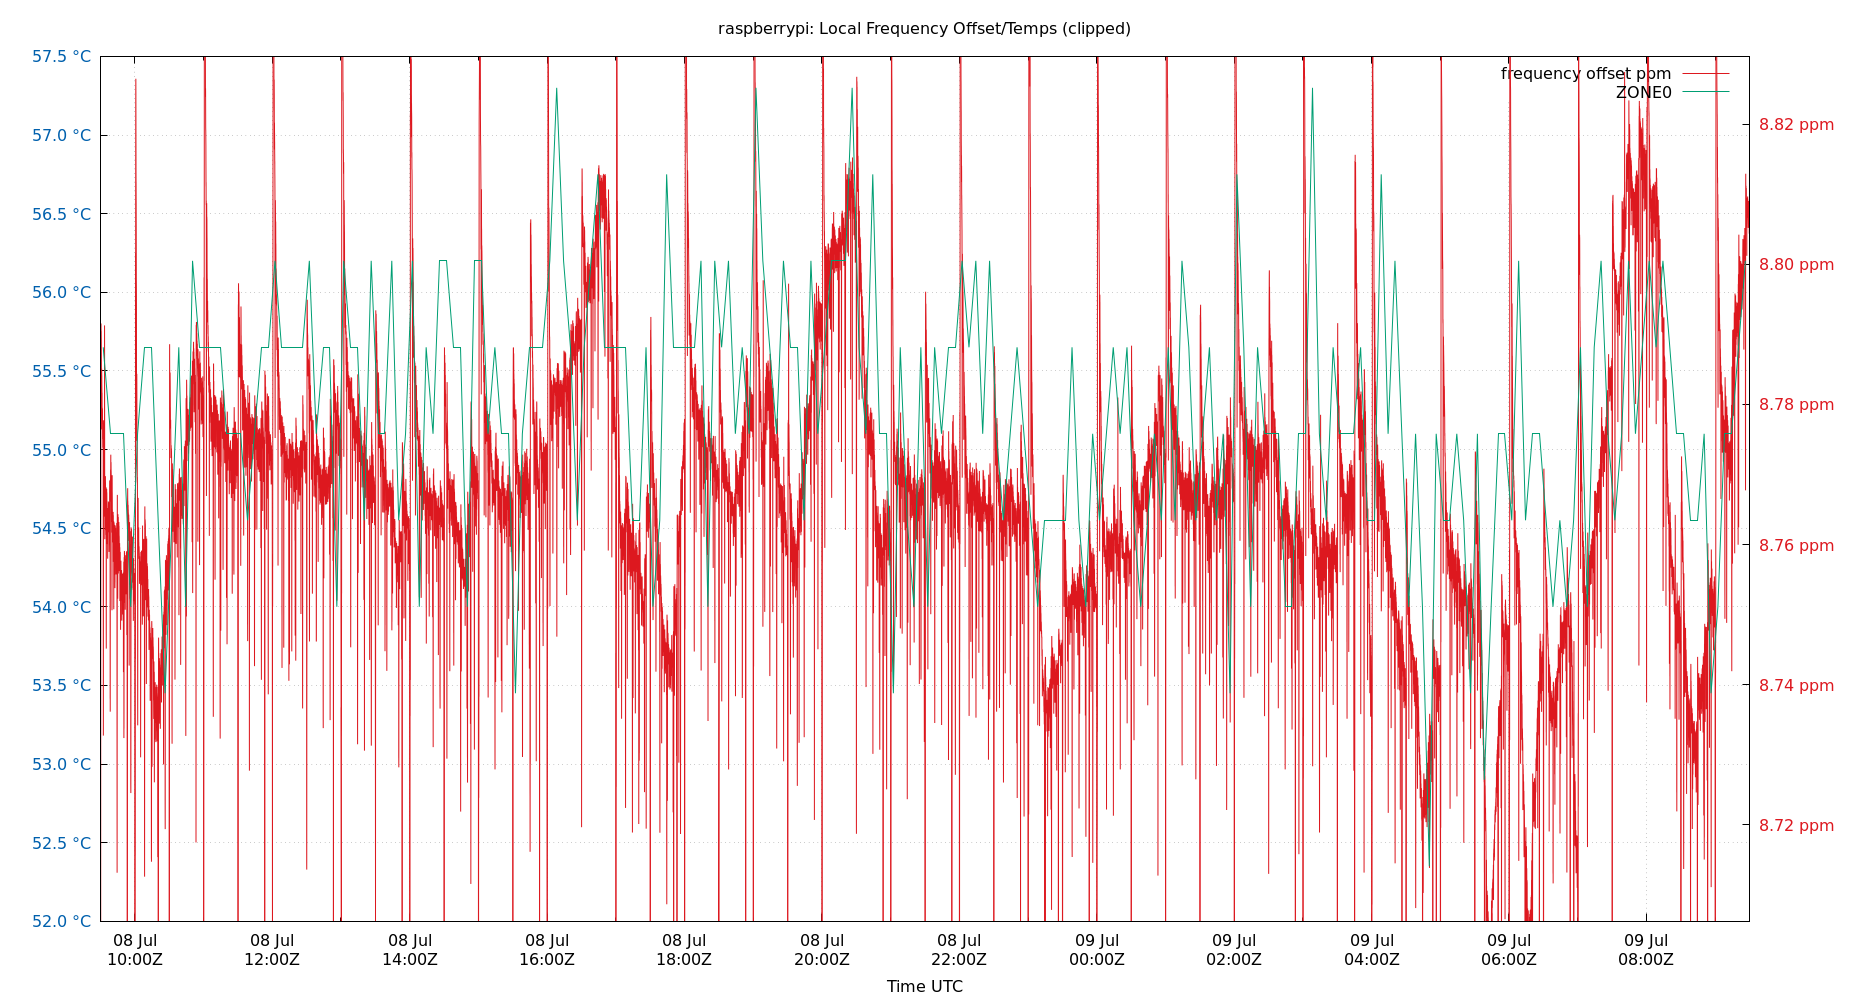 raspberrypi: Local Frequency Offset/Temps (clipped)
57.5 °C
57.0 °C
56.5 °C
56.0 °C
55.5 °C
55.0 °C
54.5 °C
54.0 °C
53.5 °C
53.0 °C
52.5 °C
52.0 °C
frequency offset ppm
ZONE0
8.82 ppm
8.80 ppm
8.78 ppm
8.76 ppm
8.74 ppm
8.72 ppm
08 Jul 08 Jul 08 Jul 08 Jul 08 Jul 08 Jul 08 Jul 09 Jul 09 Jul 09 Jul 09 Jul 09 Jul
10:00Z 12:00Z 14:00Z 16:00Z 18:00Z 20:00Z 22:00Z 00:00Z 02:00Z 04:00Z 06:00Z 08:00Z
Time UTC